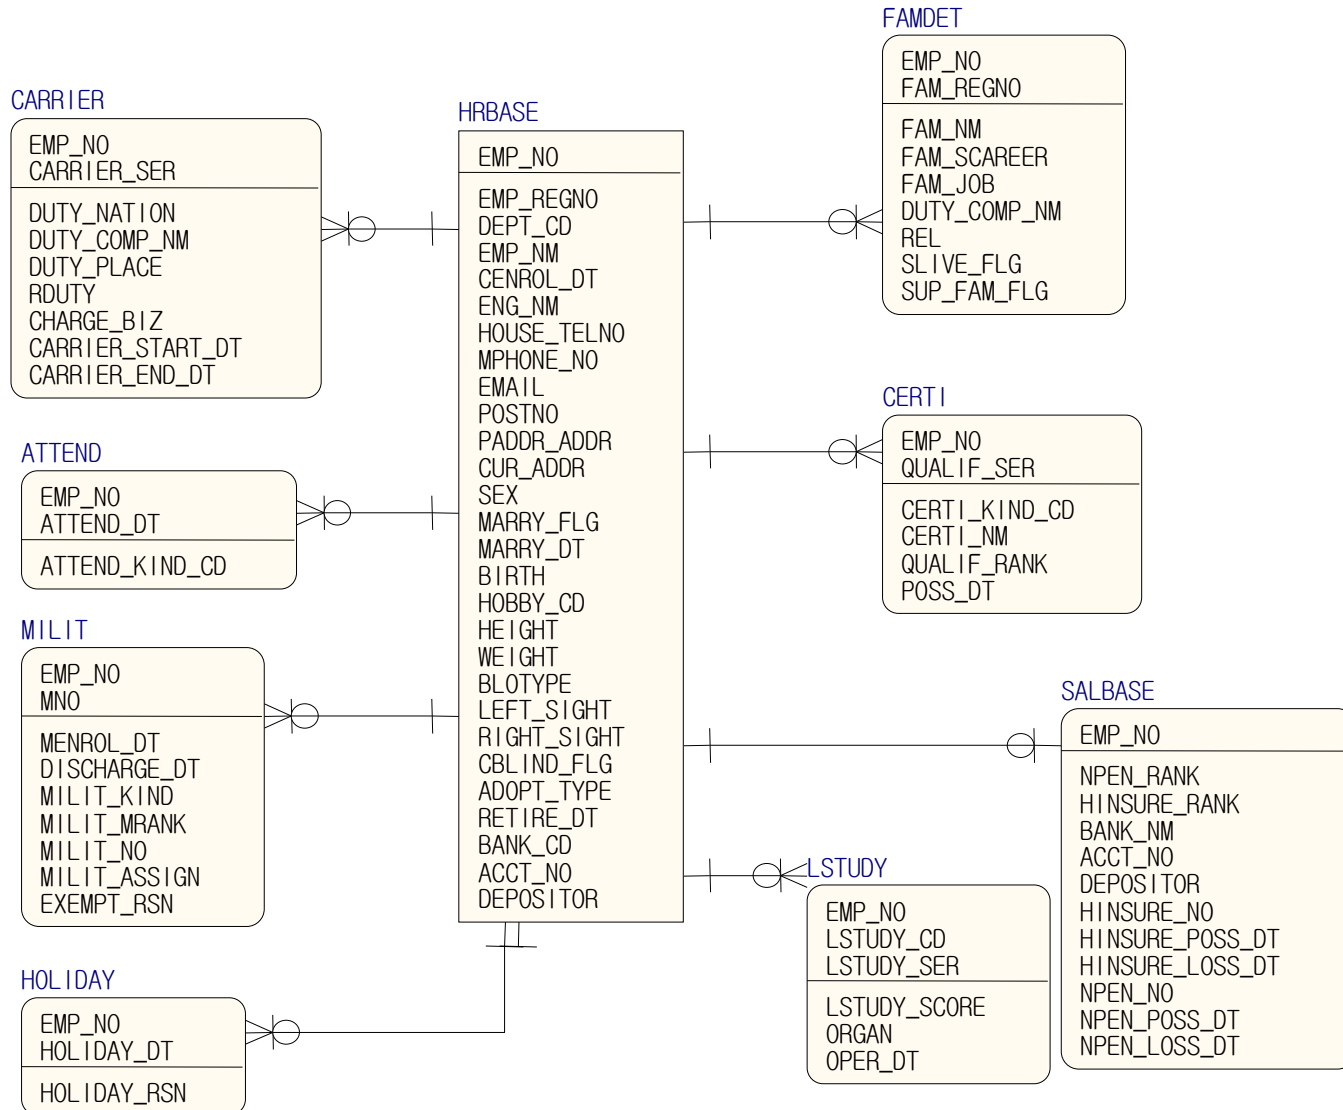 CARRIER
EMP_NO
CARRIER_SER
DUTY_NATION
DUTY_COMP_NM
DUTY_PLACE
RDUTY
CHARGE_BIZ
CARRIER_START_DT
CARRIER_END_DT
ATTEND
EMP_NO
ATTEND_DT
ATTEND_KIND_CD
MILIT
EMP_NO
MNO
MENROL_DT
DISCHARGE_DT
MILIT_KIND
MILIT_MRANK
MILIT_NO
MILIT_ASSIGN
EXEMPT_RSN
HOLIDAY
EMP_NO
HOLIDAY_DT
HOLIDAY_RSN
HRBASE
EMP_NO
EMP_REGNO
DEPT_CD
EMP_NM
CENROL_DT
ENG_NM
HOUSE_TELNO
MPHONE_NO
EMAIL
POSTNO
PADDR_ADDR
CUR_ADDR
SEX
MARRY_FLG
MARRY_DT
BIRTH
HOBBY_CD
HEIGHT
WEIGHT
BLOTYPE
LEFT_SIGHT
RIGHT_SIGHT
CBLIND_FLG
ADOPT_TYPE
RETIRE_DT
BANK_CD
ACCT_NO
DEPOSITOR
FAMDET
EMP_NO
FAM_REGNO
FAM_NM
FAM_SCAREER
FAM_JOB
DUTY_COMP_NM
REL
SLIVE_FLG
SUP_FAM_FLG
CERTI
EMP_NO
QUALIF_SER
CERTI_KIND_CD
CERTI_NM
QUALIF_RANK
POSS_DT
SALBASE
EMP_NO
NPEN_RANK
HINSURE_RANK
BANK_NM
ACCT_NO
DEPOSITOR
HINSURE_NO
HINSURE_POSS_DT
HINSURE_LOSS_DT
NPEN_NO
NPEN_POSS_DT
NPEN_LOSS_DT
LSTUDY
EMP_NO
LSTUDY_CD
LSTUDY_SER
LSTUDY_SCORE
ORGAN
OPER_DT